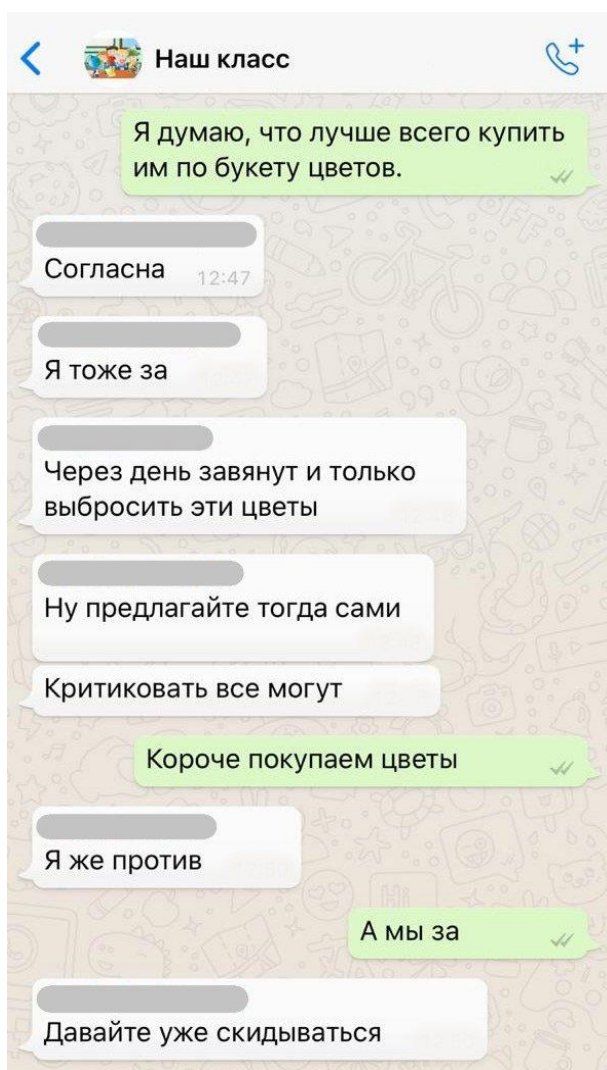 Наш класс
Я думаю, что лучше всего купить
им по букету цветов.
Согласна 12:47
Я тоже за
Через день завянут и только
выбросить эти цветы
Ну предлагайте тогда сами
Критиковать все могут
Короче покупаем цветы
Я же против
А мы за
Давайте уже скидываться